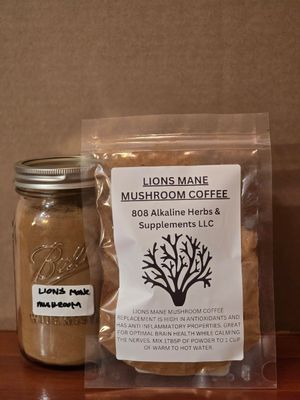 LIONS MANE
MUSHROOM COFFEE
808 Alkaline Herbs &
Supplements LLC
LIONS MANE MUSHROOM COFFEE
REPLACEMENT IS HIGH IN ANTIOXIDANTS AND
HAS ANTI INFLAMMATORY PROPERTIES. GREAT
FOR OPTIMAL BRAIN HEALTH WHILE CALMING
THE NERVES. MIX 1TBSP OF POWDER TO 1 CUP
OF WARM TO HOT WATER.
Ball
LIONS MANE
MUSHROOM